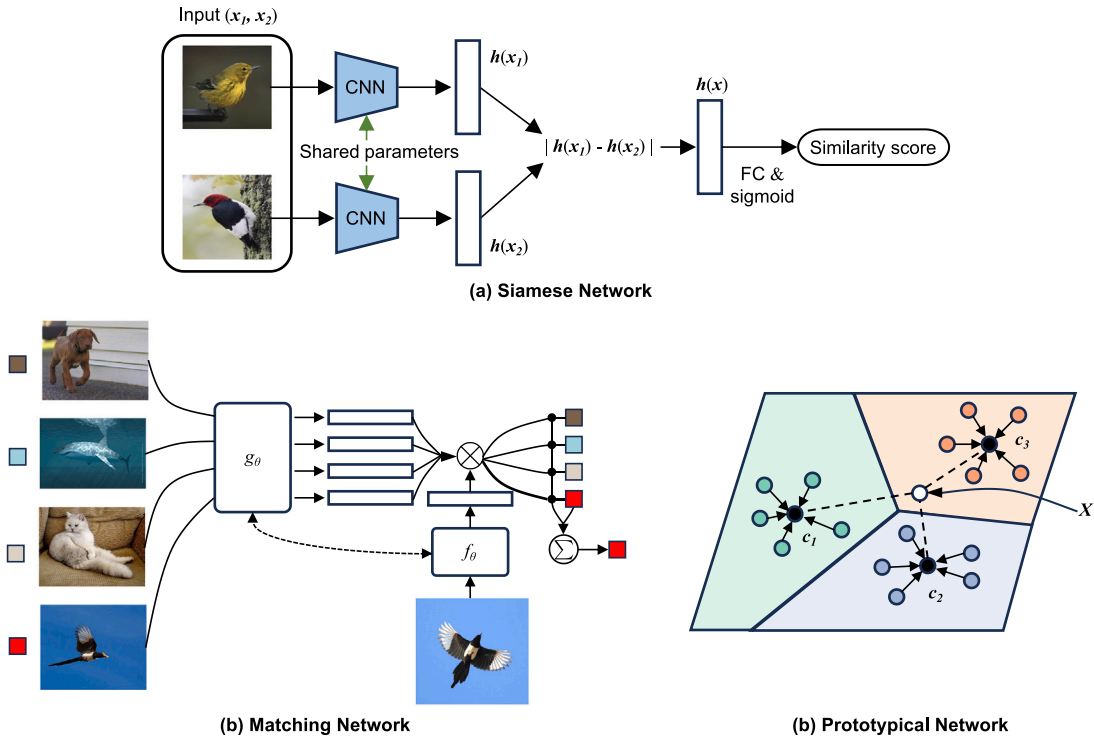 Input (x1, x2)
CNN
h(x1)
Shared parameters
| h(x1) - h(x2) |
h(x)
FC &
sigmoid
Similarity score
CNN
h(x2)
(a) Siamese Network
gθ
fθ
∑
(b) Matching Network
c1
c2
c3
X
(b) Prototypical Network